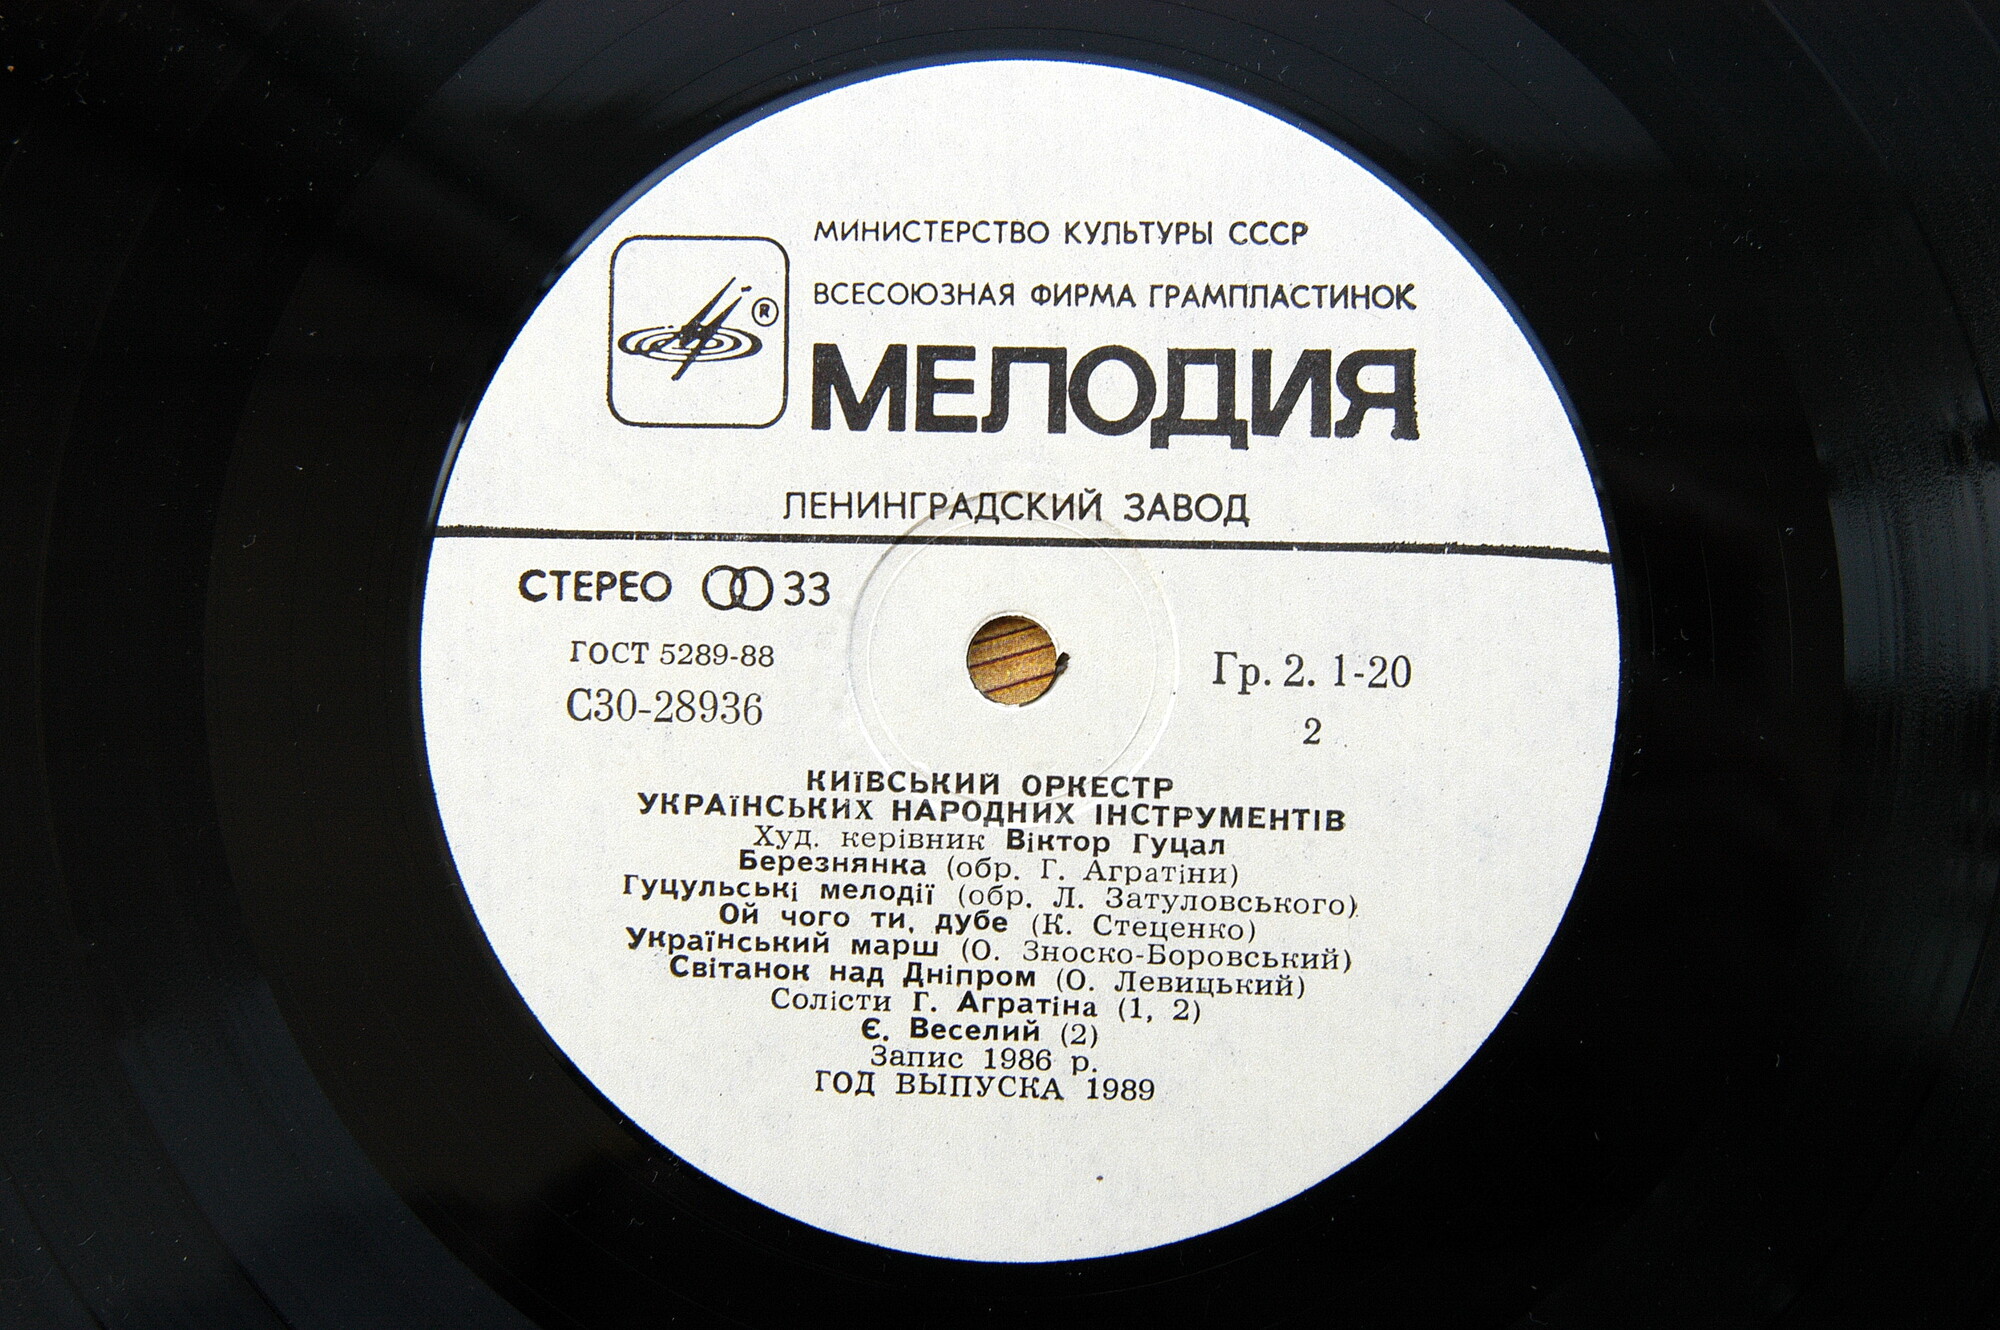 МИНИСТЕРСТВО КУЛЬТУРЫ СССР
ВСЕСОЮЗНАЯ ФИРМА ГРАМПЛАСТИНОК
®
МЕЛОДИЯ
ЛЕНИНГРАДСКИЙ ЗАВОД
СТЕРЕО 33
ГОСТ 5289-88
С30-28936
Гр. 2. 1-20
2
КИЇВСЬКИЙ ОРКЕСТР
УКРАЇНСЬКИХ НАРОДНИХ ІНСТРУМЕНТІВ
Худ. керівник Віктор Гуцал
Березнянка (обр. Г. Агратіни)
Гуцульські мелодії (обр. Л. Затуловського)
Ой чого ти, дубе (К. Стеценко)
Український марш (О. Зноско-Боровський)
Світанок над Дніпром (О. Левицький)
Солісти Г. Агратіна (1, 2)
Є. Веселий (2)
Запис 1986 р.
ГОД ВЫПУСКА 1989